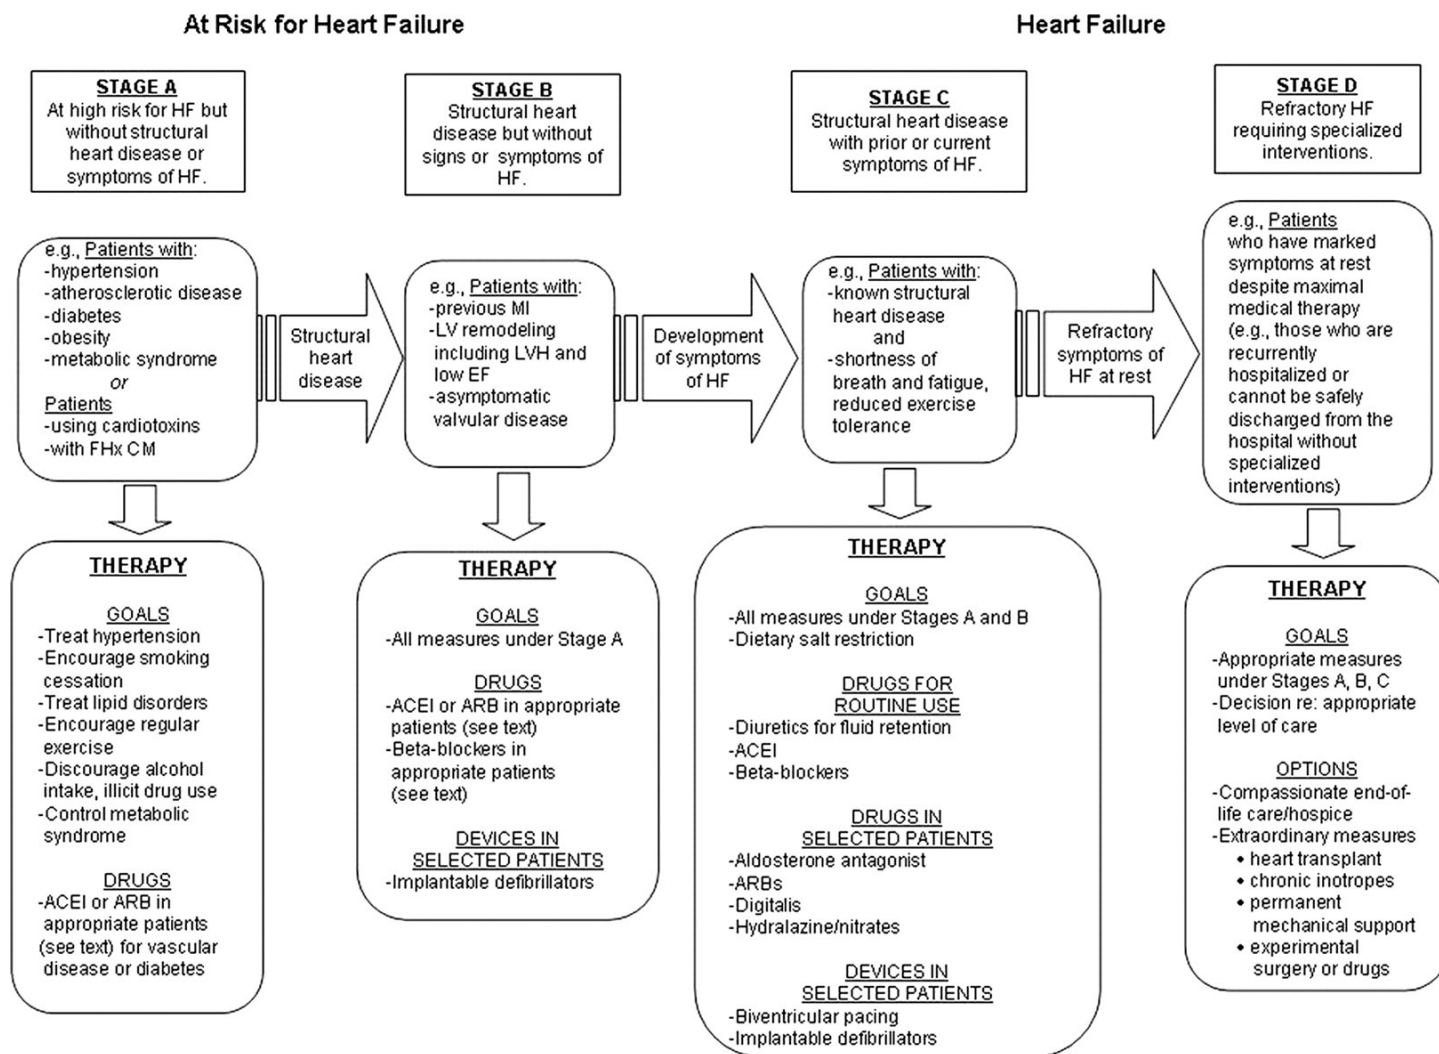 At Risk for Heart Failure
Heart Failure
STAGE A
At high risk for HF but
without structural
heart disease or
symptoms of HF.
STAGE B
Structural heart
disease but without
signs or symptoms of
HF.
STAGE C
Structural heart disease
with prior or current
symptoms of HF.
STAGE D
Refractory HF
requiring specialized
interventions.
e.g., Patients with:
-hypertension
-atherosclerotic disease
-diabetes
-obesity
-metabolic syndrome
or
Patients
-using cardiotoxins
-with FHx CM
Structural
heart
disease
e.g., Patients with:
-previous MI
-LV remodeling
including LVH and
low EF
-asymptomatic
valvular disease
Development
of symptoms
of HF
e.g., Patients with:
-known structural
heart disease
and
-shortness of
breath and fatigue,
reduced exercise
tolerance
Refractory
symptoms of
HF at rest
e.g., Patients
who have marked
symptoms at rest
despite maximal
medical therapy
(e.g., those who are
recurrently
hospitalized or
cannot be safely
discharged from the
hospital without
specialized
interventions)
THERAPY
GOALS
-Treat hypertension
-Encourage smoking
cessation
-Treat lipid disorders
-Encourage regular
exercise
-Discourage alcohol
intake, illicit drug use
-Control metabolic
syndrome
DRUGS
-ACEI or ARB in
appropriate patients
(see text) for vascular
disease or diabetes
THERAPY
GOALS
-All measures under Stage A
DRUGS
-ACEI or ARB in appropriate
patients (see text)
-Beta-blockers in
appropriate patients
(see text)
DEVICES IN
SELECTED PATIENTS
-Implantable defibrillators
THERAPY
GOALS
-All measures under Stages A and B
-Dietary salt restriction
DRUGS FOR
ROUTINE USE
-Diuretics for fluid retention
-ACEI
-Beta-blockers
DRUGS IN
SELECTED PATIENTS
-Aldosterone antagonist
-ARBs
-Digitalis
-Hydralazine/nitrates
DEVICES IN
SELECTED PATIENTS
-Biventricular pacing
-Implantable defibrillators
THERAPY
GOALS
-Appropriate measures
under Stages A, B, C
-Decision re: appropriate
level of care
OPTIONS
-Compassionate end-of-
life care/hospice
-Extraordinary measures
• heart transplant
• chronic inotropes
• permanent
mechanical support
• experimental
surgery or drugs